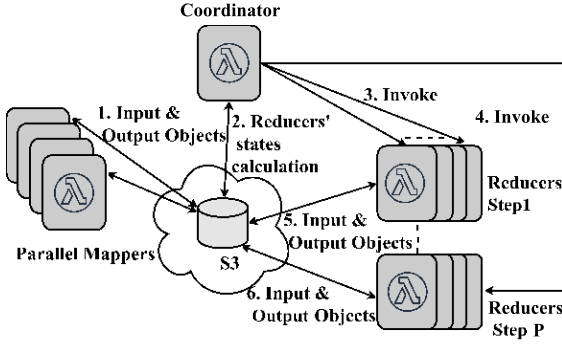 Coordinator
1. Input &
Output Objects
2. Reducers'
states
calculation
3. Invoke
4. Invoke
Reducers
Step1
Parallel Mappers
S3
5. Input &
Output Objects
6. Input &
Output Objects
Reducers
Step P